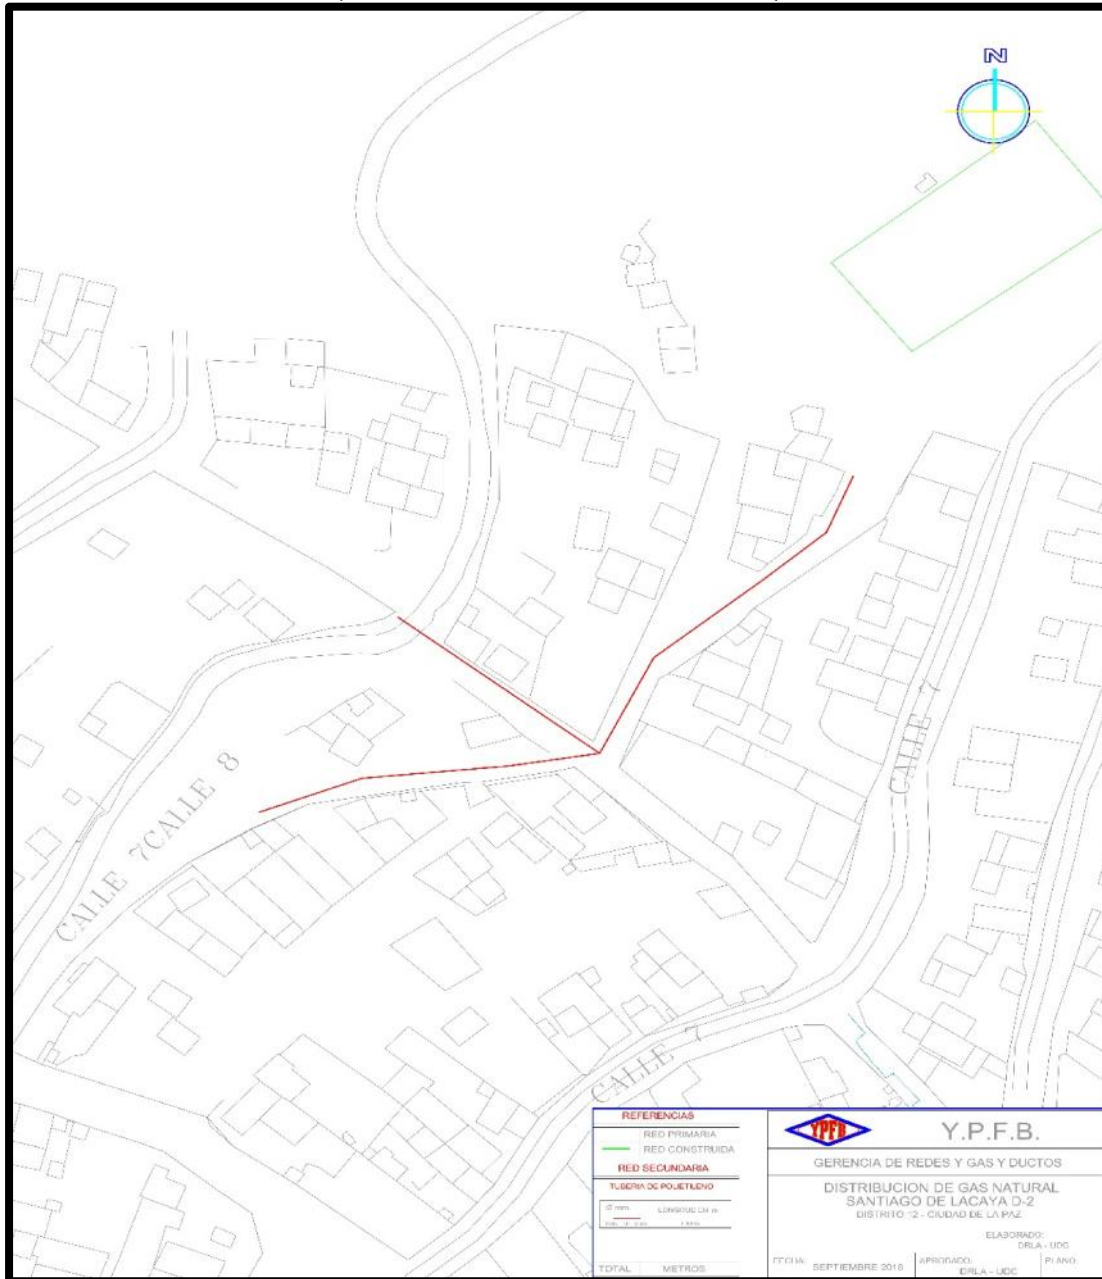 N
CALLE 8
CALLE 7
CALLE 7
CALLE 7
REFERENCIAS
RED PRIMARIA
RED CONSTRUIDA
RED SECUNDARIA
TUBERIA DE POLIETILENO
LONGITUD EN m
TOTAL METROS
YPFB
Y.P.F.B.
GERENCIA DE REDES Y GAS Y DUCTOS
DISTRIBUCION DE GAS NATURAL
SANTIAGO DE LACAYA D-2
DISTRITO 12 - CIUDAD DE LA PAZ
ELABORADO:
DRLA - UDC
FECHA: SEPTIEMBRE 2018
APROBADO:
DRLA - UDC
PLANO: